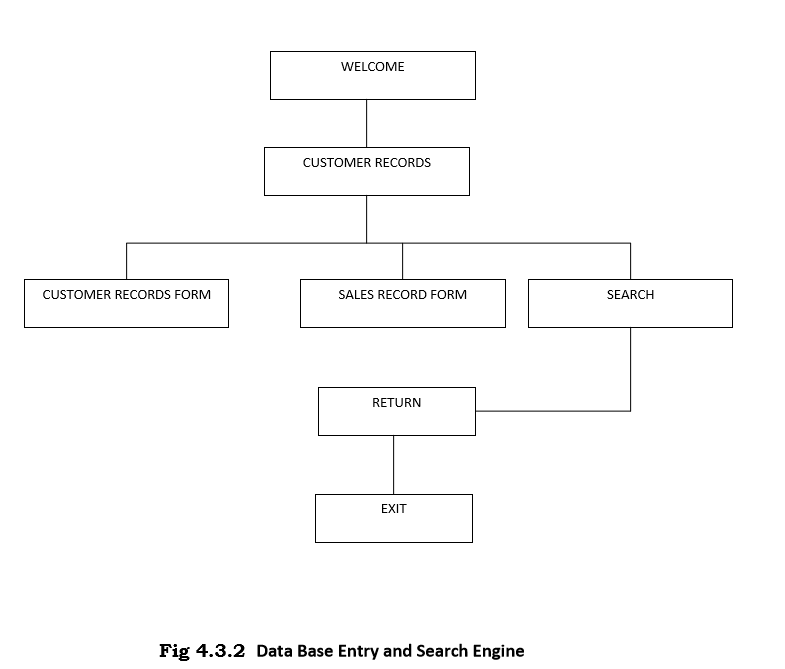 WELCOME
CUSTOMER RECORDS
CUSTOMER RECORDS FORM
SALES RECORD FORM
SEARCH
RETURN
EXIT
Fig 4.3.2 Data Base Entry and Search Engine